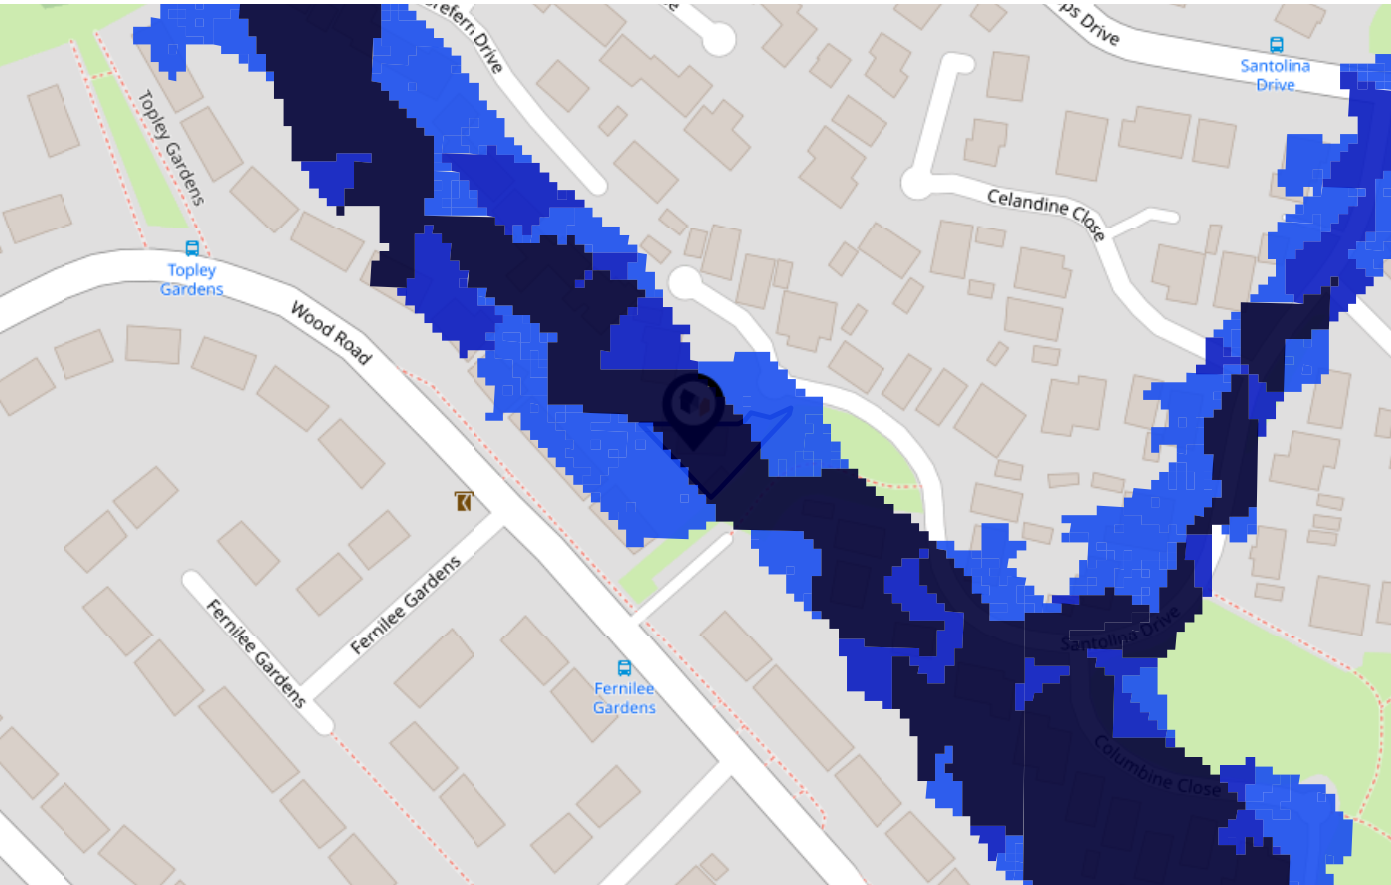 ps Drive
Santolina
Drive
Topley Gardens
Celandine Close
Topley
Gardens
Wood Road
Fernilee Gardens
Fernilee Gardens
Santolina Drive
Fernilee
Gardens
Columbine Close